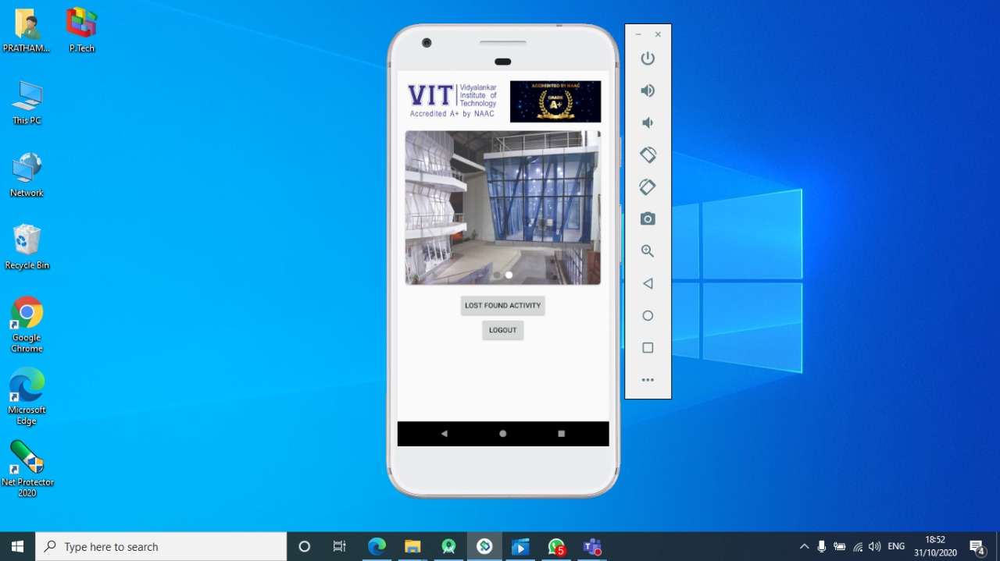 PRATHAM...
P.Tech
This PC
Network
Recycle Bin
Google
Chrome
Microsoft
Edge
Net Protector
2020
VIT
Vidyalankar
Institute of
Technology
Accredited A+ by NAAC
ACCREDITED BY NAAC
GRADE
A+
LOST FOUND ACTIVITY
LOGOUT
Type here to search
5
ENG
18:52
31/10/2020
4